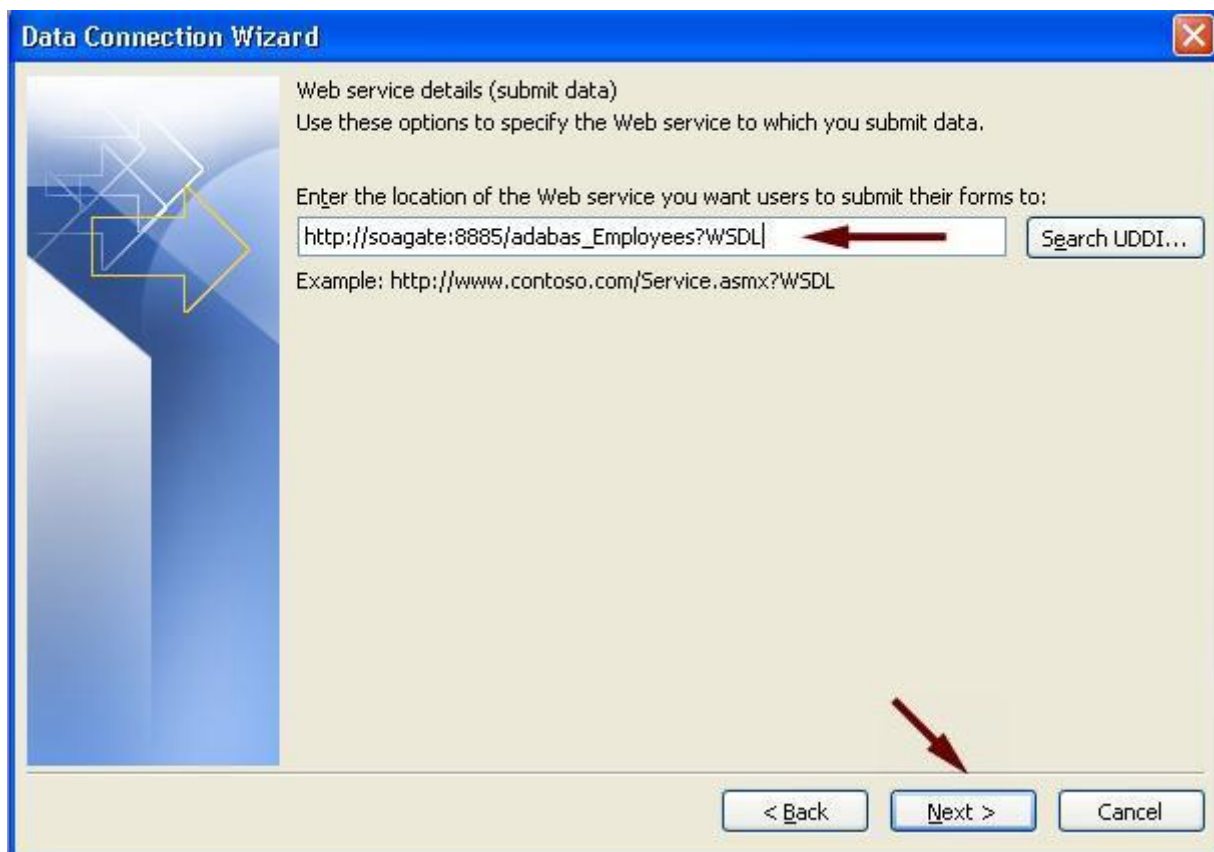 Data Connection Wizard
Web service details (submit data)
Use these options to specify the Web service to which you submit data.
Enter the location of the Web service you want users to submit their forms to:
http://soagate:8885/adabas_Employees?WSDL
Search UDDI...
Example: http://www.contoso.com/Service.asmx?WSDL
< Back
Next >
Cancel